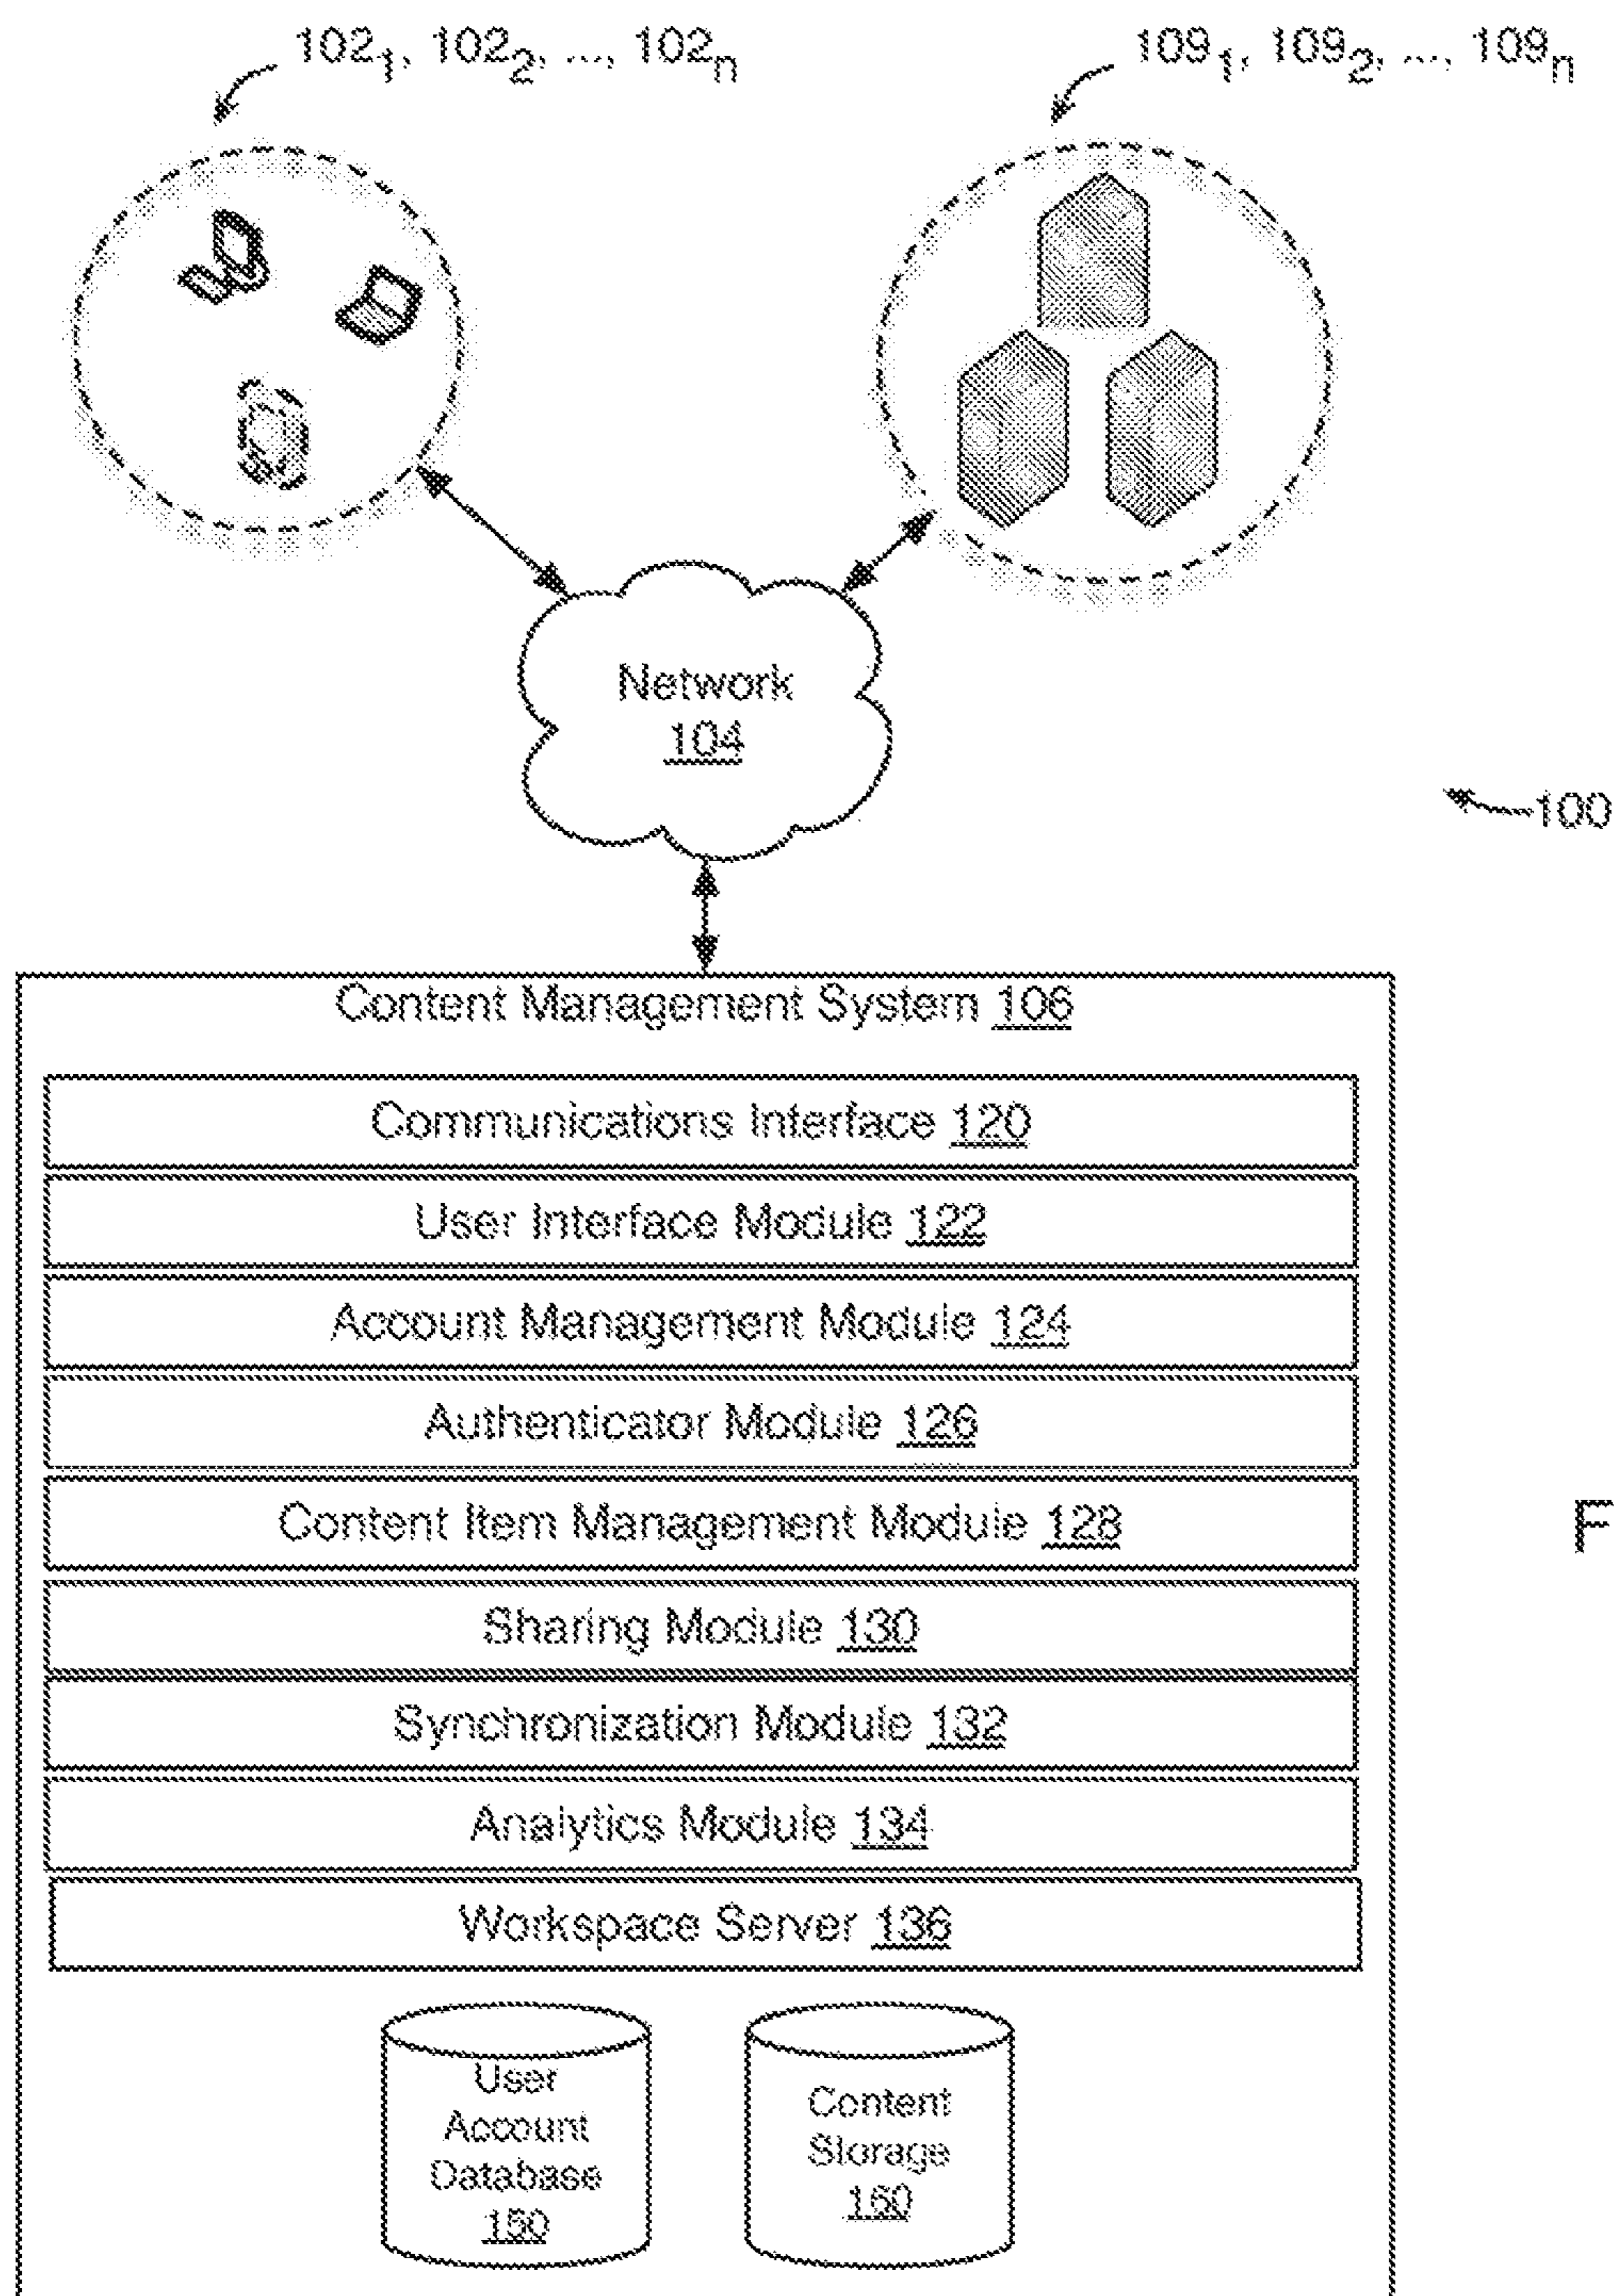 102₁, 102₂, ..., 102ₙ
109₁, 109₂, ..., 109ₙ
Network
104
100
Content Management System 106
Communications Interface 120
User Interface Module 122
Account Management Module 124
Authenticator Module 126
Content Item Management Module 128
F
Sharing Module 130
Synchronization Module 132
Analytics Module 134
Workspace Server 136
User
Account
Database
150
Content
Storage
160